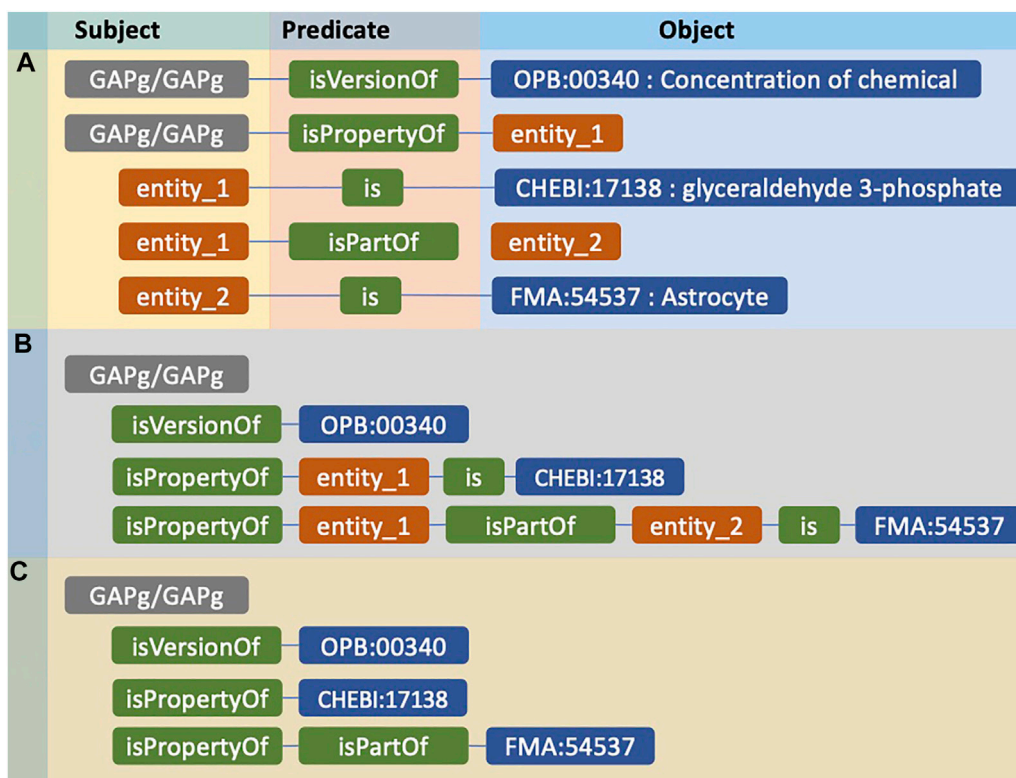 Subject Predicate Object
A
GAPg/GAPg isVersionOf OPB:00340 : Concentration of chemical
GAPg/GAPg isPropertyOf entity_1
entity_1 is CHEBI:17138 : glyceraldehyde 3-phosphate
entity_1 isPartOf entity_2
entity_2 is FMA:54537 : Astrocyte
B
GAPg/GAPg
isVersionOf OPB:00340
isPropertyOf entity_1 is CHEBI:17138
isPropertyOf entity_1 isPartOf entity_2 is FMA:54537
C
GAPg/GAPg
isVersionOf OPB:00340
isPropertyOf CHEBI:17138
isPropertyOf isPartOf FMA:54537